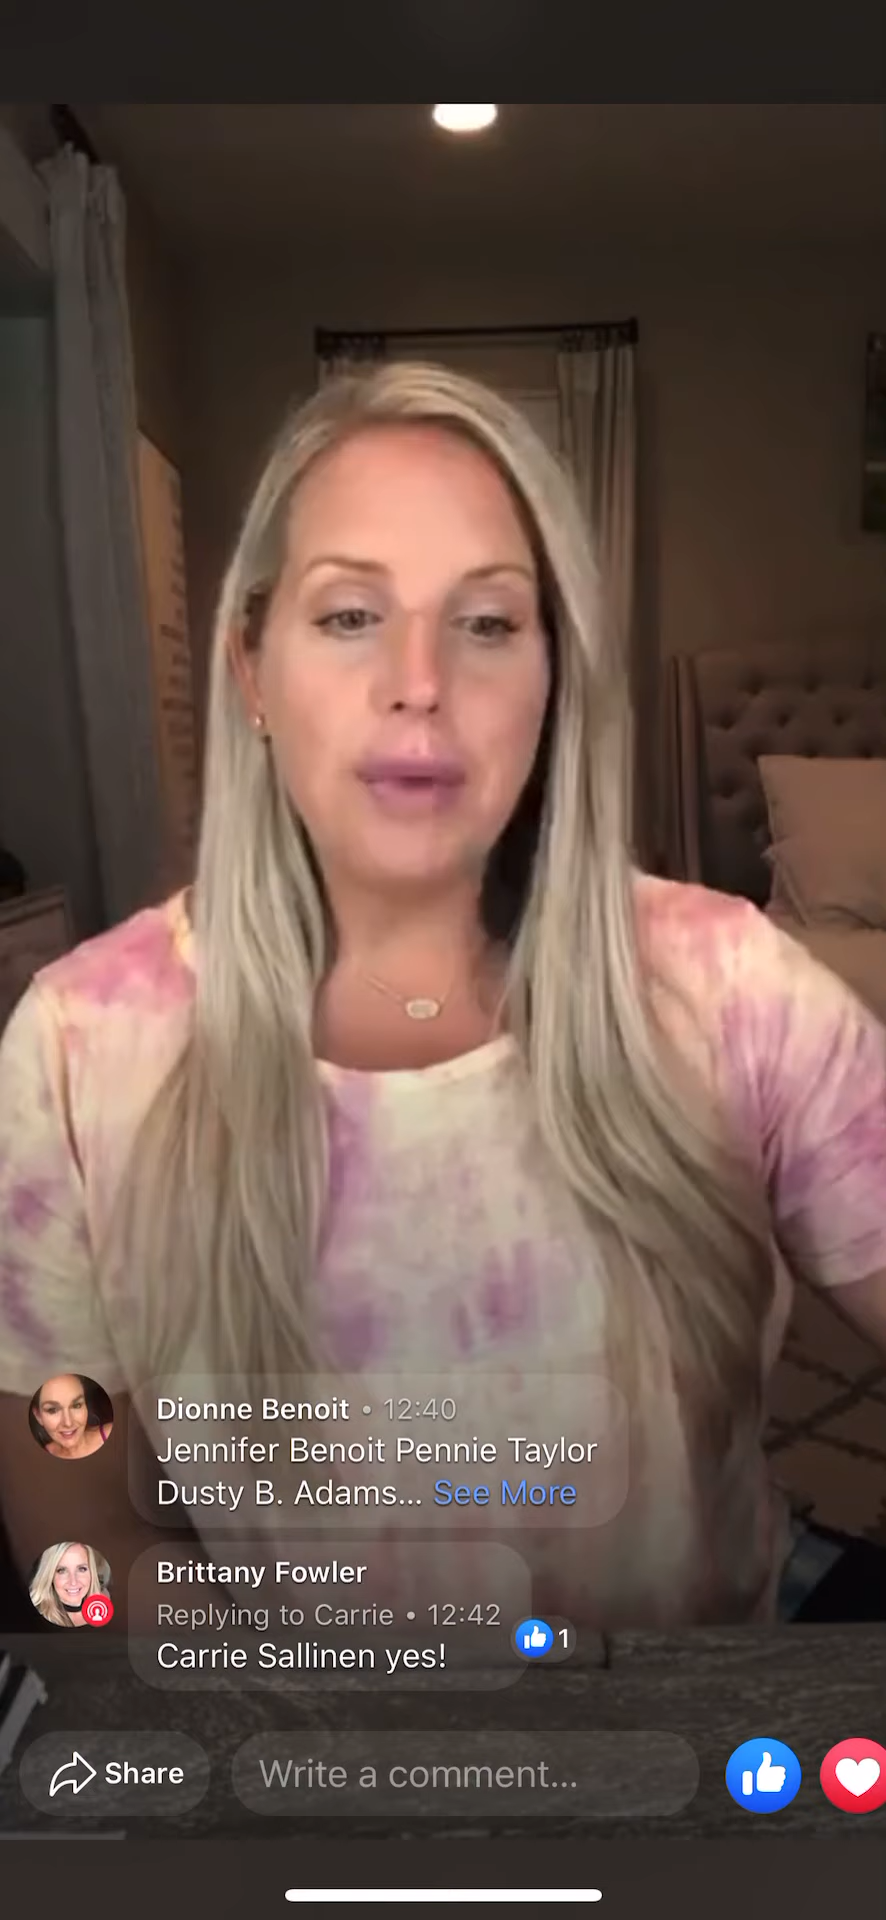 Dionne Benoit • 12:40
Jennifer Benoit Pennie Taylor
Dusty B. Adams... See More
Brittany Fowler
Replying to Carrie • 12:42
Carrie Sallinen yes!
1
Share
Write a comment...